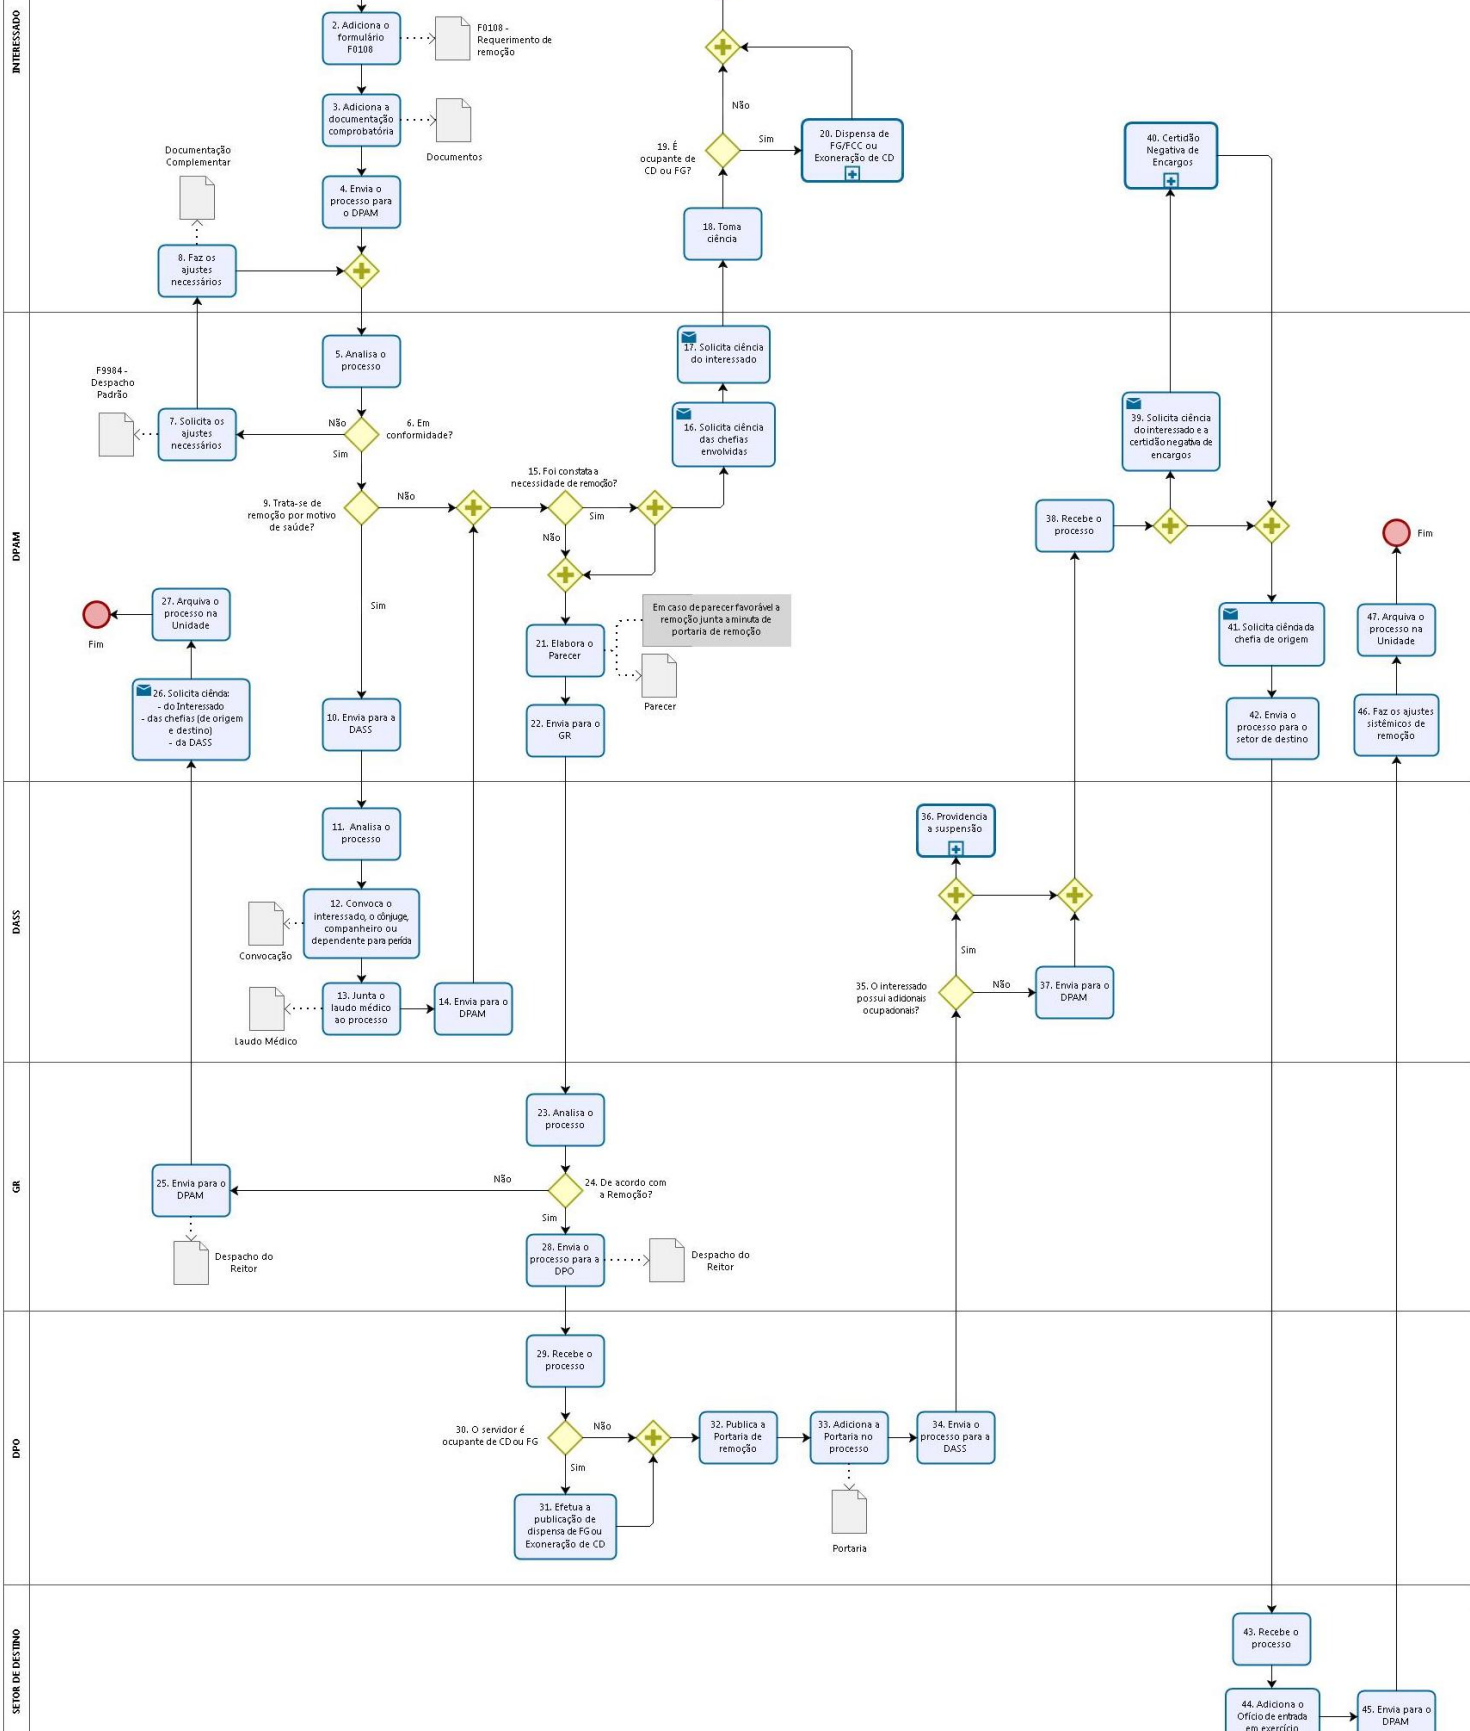 INTERESSADO
2. Adiciona o
formulário
F0108
F0108 -
Requerimento de
remoção
3. Adiciona a
documentação
comprobatória
Documentos
Documentação
Complementar
4. Envia o
processo para
o DPAM
8. Faz os
ajustes
necessários
Não
Sim
19. É
ocupante de
CD ou FG?
20. Dispensa de
FG/FCC ou
Exoneração de CD
18. Toma
ciência
40. Certidão
Negativa de
Encargos
DPAM
5. Analisa o
processo
F9984 -
Despacho
Padrão
7. Solicita os
ajustes
necessários
Não
Sim
6. Em
conformidade?
9. Trata-se de
remoção por motivo
de saúde?
Não
Sim
17. Solicita ciência
do interessado
16. Solicita ciência
das chefias
envolvidas
15. Foi constata a
necessidade de remoção?
Sim
Não
39. Solicita ciência
do interessado e a
certidão negativa de
encargos
38. Recebe o
processo
Fim
27. Arquiva o
processo na
Unidade
Fim
26. Solicita ciência:
- do Interessado
- das chefias (de origem
e destino)
- da DASS
10. Envia para a
DASS
21. Elabora o
Parecer
Em caso de parecer favorável a
remoção junta a minuta de
portaria de remoção
Parecer
22. Envia para o
GR
41. Solicita ciência da
chefia de origem
47. Arquiva o
processo na
Unidade
42. Envia o
processo para o
setor de destino
46. Faz os ajustes
sistêmicos de
remoção
DASS
11. Analisa o
processo
12. Convoca o
interessado, o cônjuge,
companheiro ou
dependente para perícia
Convocação
13. Junta o
laudo médico
ao processo
Laudo Médico
14. Envia para o
DPAM
36. Providencia
a suspensão
Sim
35. O interessado
possui adicionais
ocupacionais?
Não
37. Envia para o
DPAM
GR
23. Analisa o
processo
24. De acordo com
a Remoção?
Não
Sim
25. Envia para o
DPAM
Despacho do
Reitor
28. Envia o
processo para a
DPO
Despacho do
Reitor
DPO
29. Recebe o
processo
30. O servidor é
ocupante de CD ou FG
Não
Sim
31. Efetua a
publicação de
dispensa de FG ou
Exoneração de CD
32. Publica a
Portaria de
remoção
33. Adiciona a
Portaria no
processo
Portaria
34. Envia o
processo para a
DASS
SETOR DE DESTINO
43. Recebe o
processo
44. Adiciona o
Ofício de entrada
em exercício
45. Envia para o
DPAM